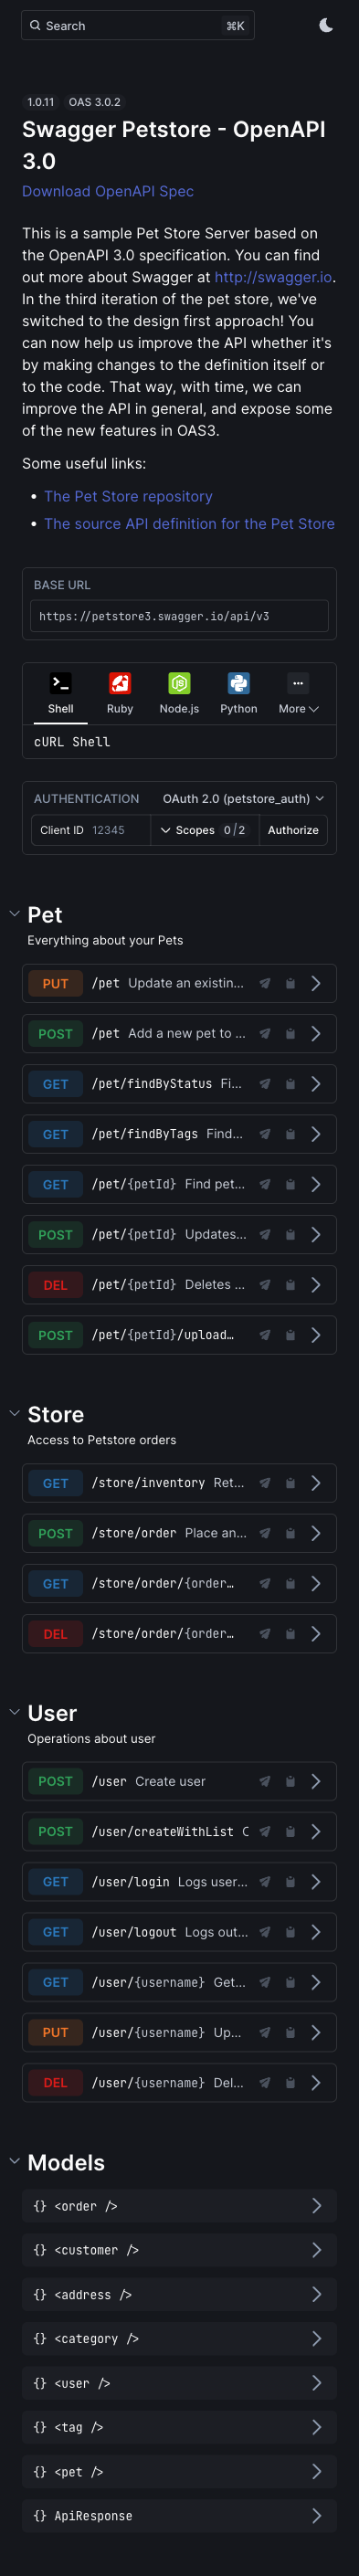 Search ⌘K
1.0.11 OAS 3.0.2
Swagger Petstore - OpenAPI
3.0
Download OpenAPI Spec
This is a sample Pet Store Server based on
the OpenAPI 3.0 specification. You can find
out more about Swagger at http://swagger.io.
In the third iteration of the pet store, we've
switched to the design first approach! You
can now help us improve the API whether it's
by making changes to the definition itself or
to the code. That way, with time, we can
improve the API in general, and expose some
of the new features in OAS3.
Some useful links:
• The Pet Store repository
• The source API definition for the Pet Store
BASE URL
https://petstore3.swagger.io/api/v3
Shell Ruby Node.js Python More
cURL Shell
AUTHENTICATION OAuth 2.0 (petstore_auth)
Client ID 12345 Scopes 0/2 Authorize
Pet
Everything about your Pets
PUT /pet Update an existin...
POST /pet Add a new pet to ...
GET /pet/findByStatus Fi...
GET /pet/findByTags Find...
GET /pet/{petId} Find pet...
POST /pet/{petId} Updates...
DEL /pet/{petId} Deletes ...
POST /pet/{petId}/upload…
Store
Access to Petstore orders
GET /store/inventory Ret...
POST /store/order Place an...
GET /store/order/{order…
DEL /store/order/{order…
User
Operations about user
POST /user Create user
POST /user/createWithList C
GET /user/login Logs user...
GET /user/logout Logs out...
GET /user/{username} Get...
PUT /user/{username} Up...
DEL /user/{username} Del...
Models
{} <order />
{} <customer />
{} <address />
{} <category />
{} <user />
{} <tag />
{} <pet />
{} ApiResponse